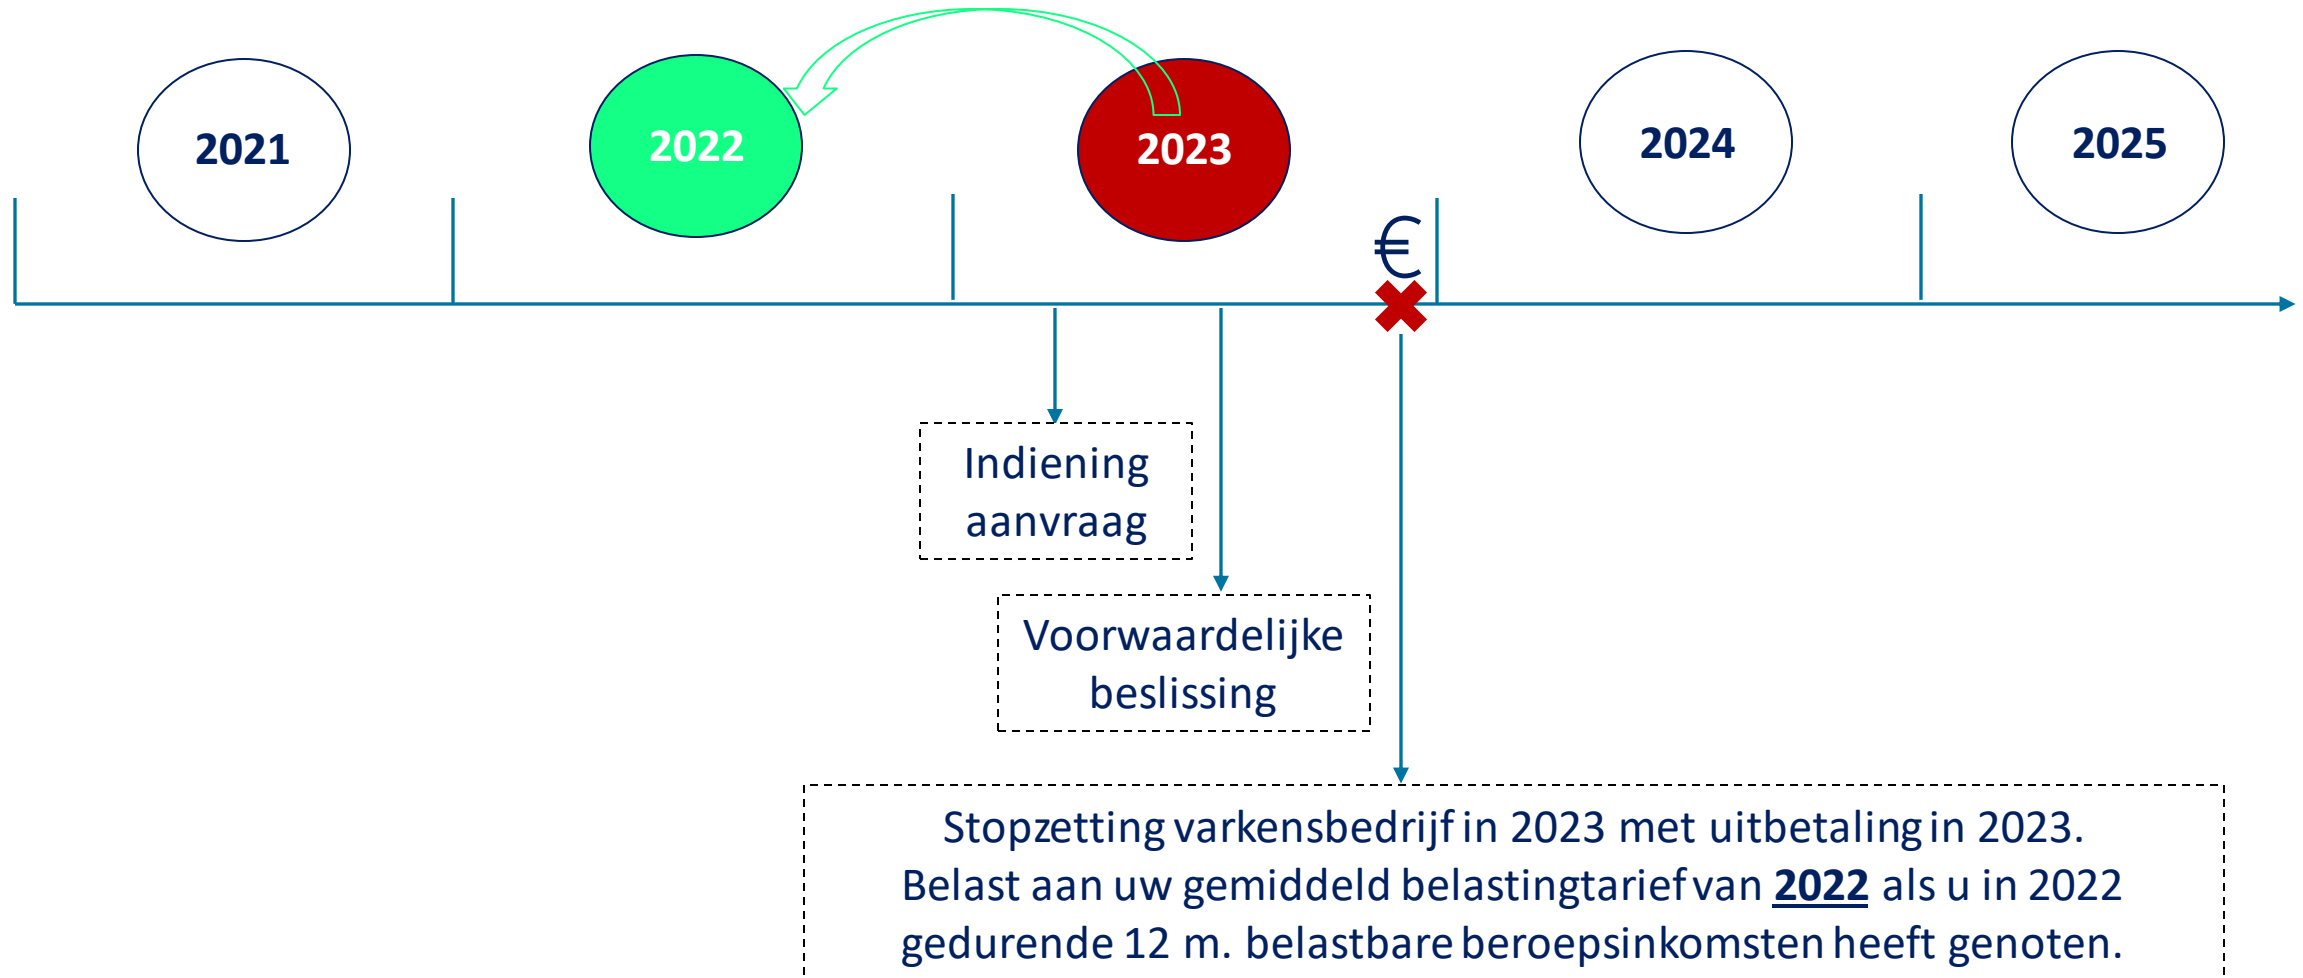 2021
2022
2023
2024
2025
€
Indiening
aanvraag
Voorwaardelijke
beslissing
Stopzetting varkensbedrijf in 2023 met uitbetaling in 2023.
Belast aan uw gemiddeld belastingtarief van 2022 als u in 2022
gedurende 12 m. belastbare beroepsinkomsten heeft genoten.